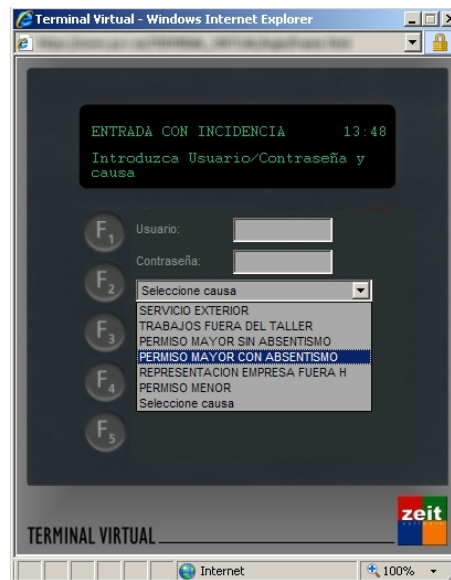 Terminal Virtual - Windows Internet Explorer
ENTRADA CON INCIDENCIA 13:48
Introduzca Usuario/Contraseña y
causa
F1
Usuario:
Contraseña:
F2
Seleccione causa
SERVICIO EXTERIOR
TRABAJOS FUERA DEL TALLER
F3
PERMISO MAYOR SIN ABSENTISMO
PERMISO MAYOR CON ABSENTISMO
REPRESENTACION EMPRESA FUERA H
F4
PERMISO MENOR
Seleccione causa
F5
zeit
software
TERMINAL VIRTUAL
Internet 100%